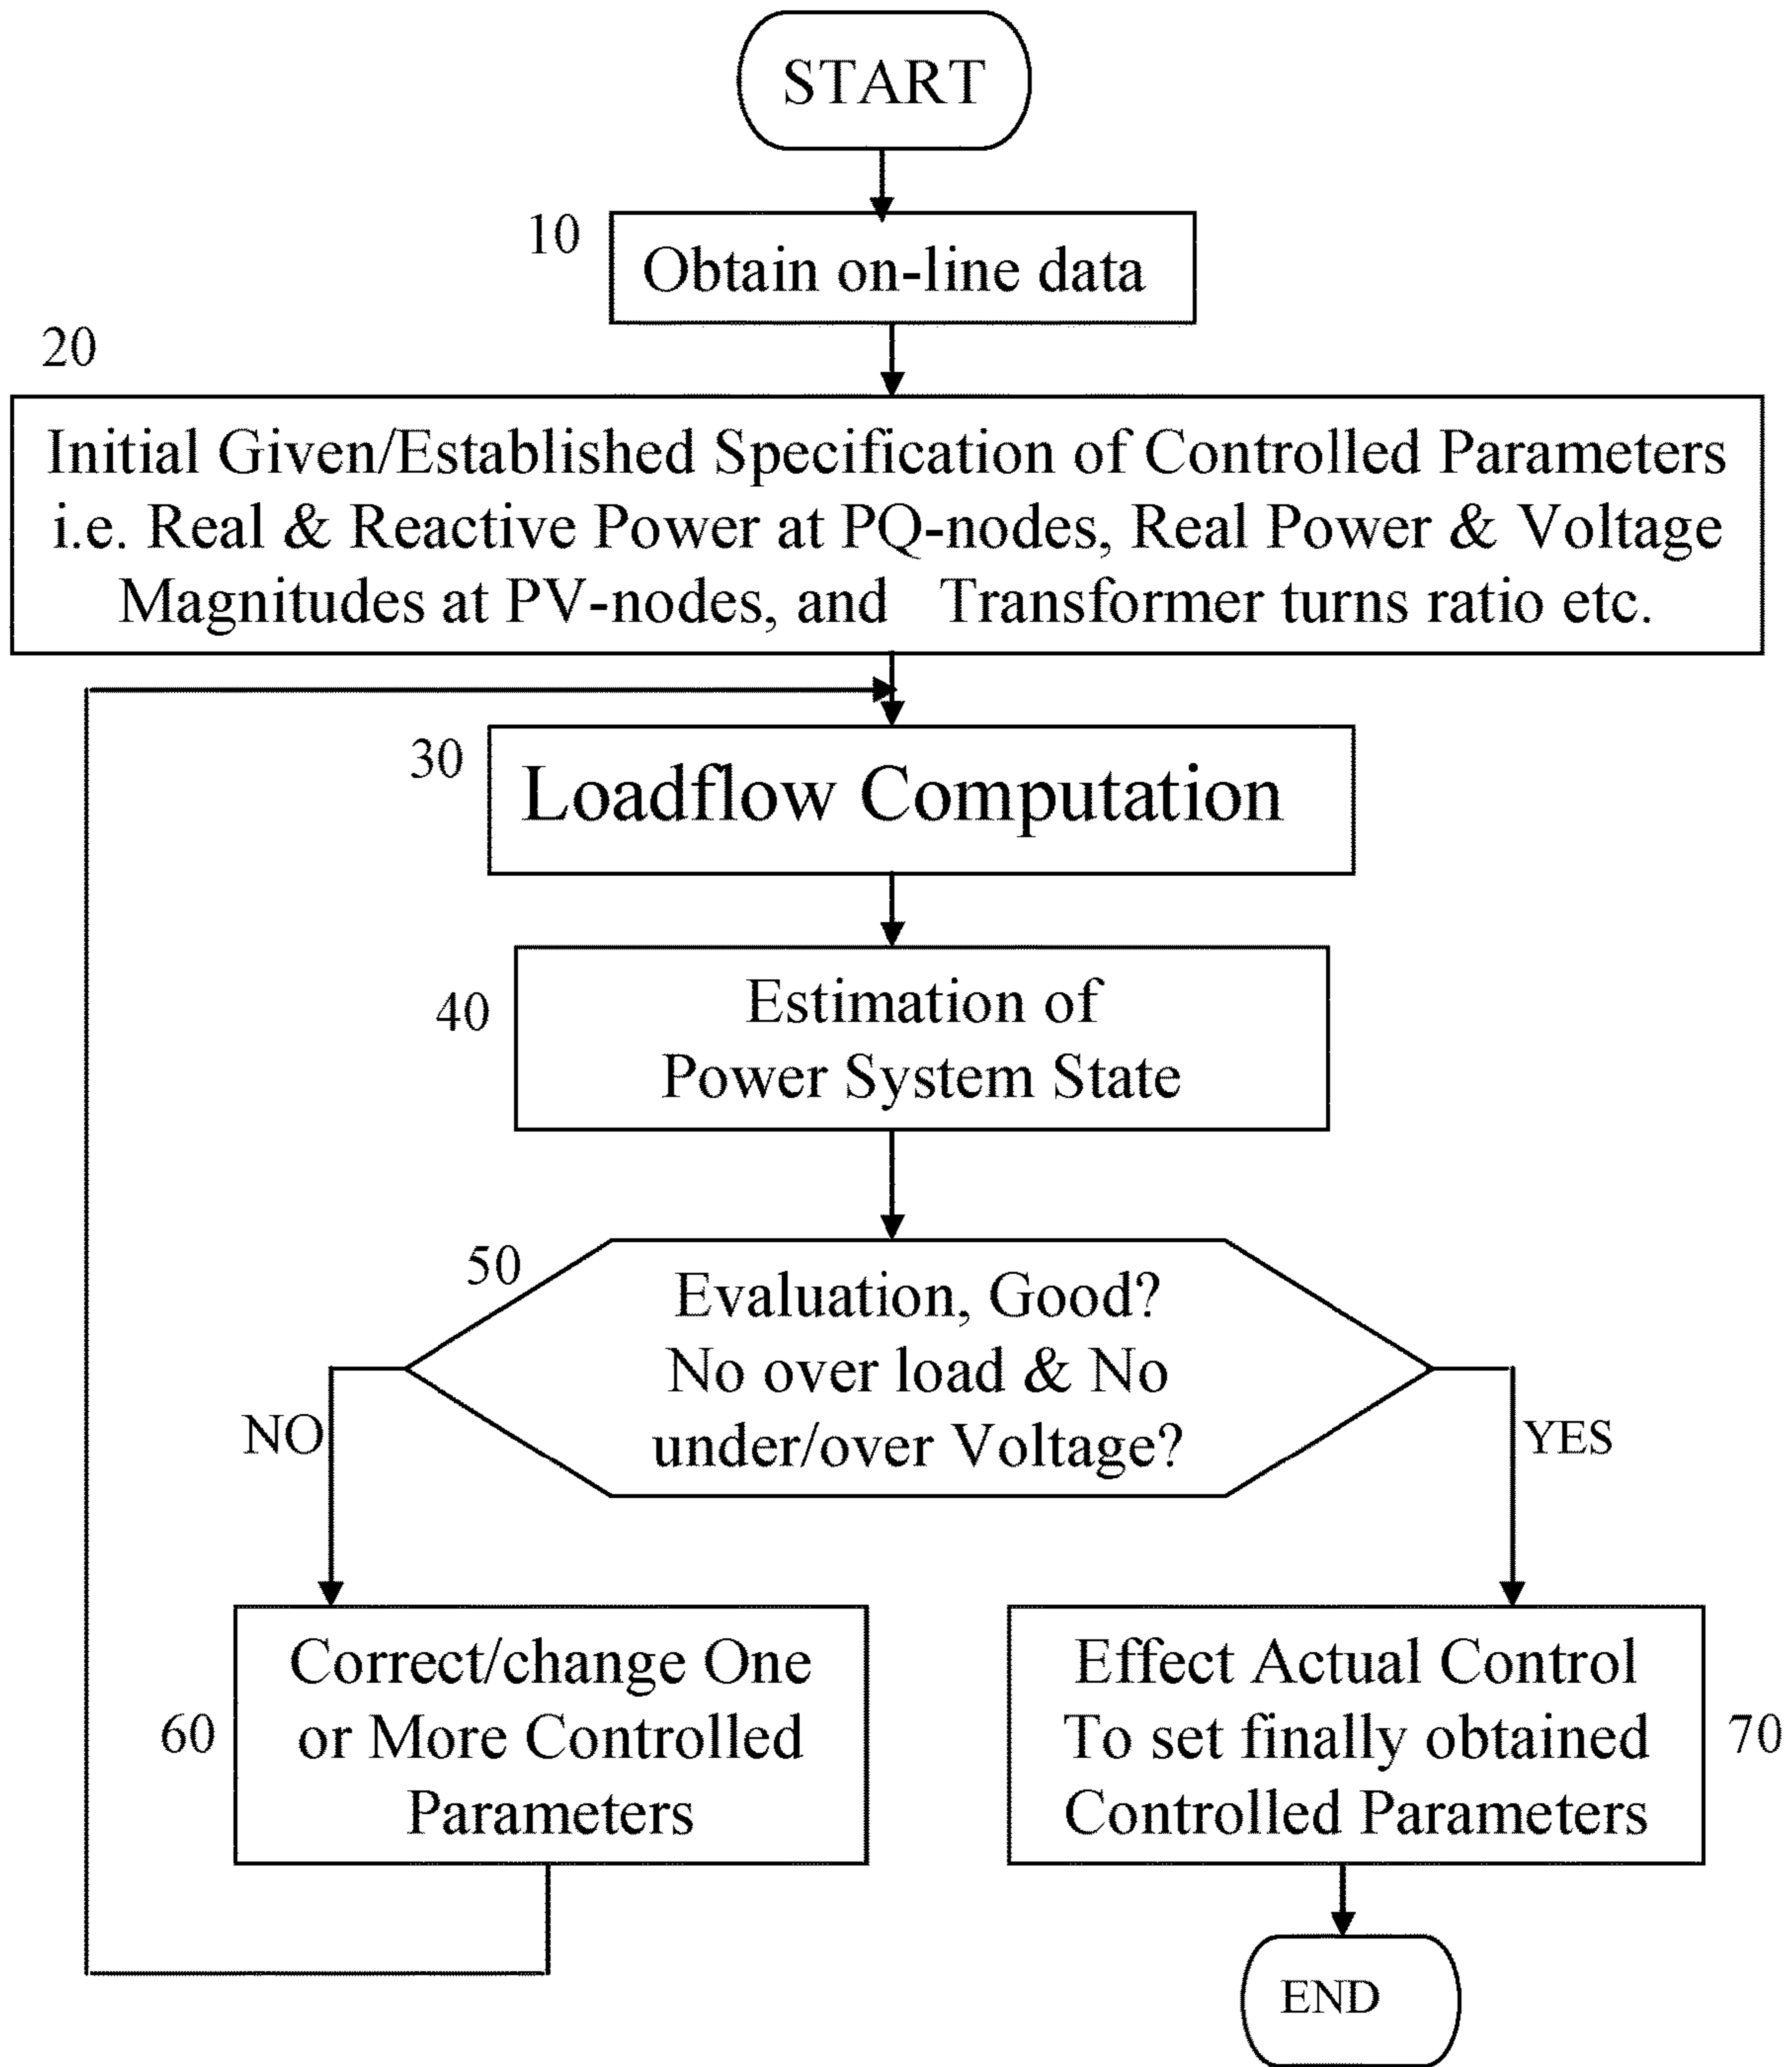 START
10
Obtain on-line data
20
Initial Given/Established Specification of Controlled Parameters
i.e. Real & Reactive Power at PQ-nodes, Real Power & Voltage
Magnitudes at PV-nodes, and Transformer turns ratio etc.
30
Loadflow Computation
40
Estimation of
Power System State
50
Evaluation, Good?
No over load & No
under/over Voltage?
NO
YES
60
Correct/change One
or More Controlled
Parameters
Effect Actual Control
To set finally obtained
Controlled Parameters
70
END